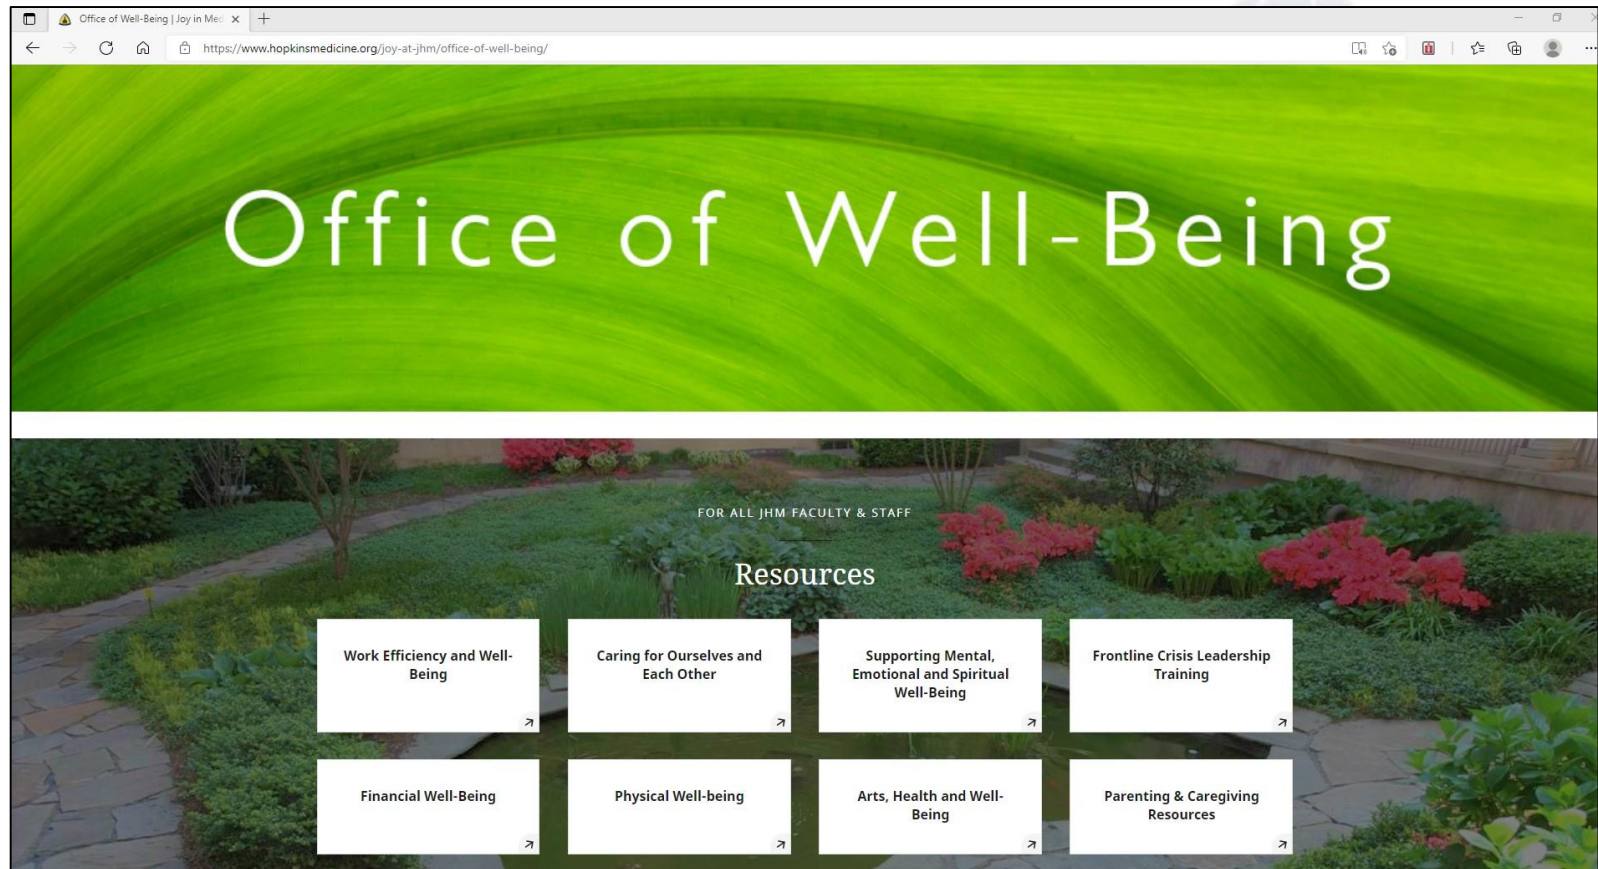 Office of Well-Being | Joy in Med
https://www.hopkinsmedicine.org/joy-at-jhm/office-of-well-being/
Office of Well-Being
FOR ALL JHM FACULTY & STAFF
Resources
Work Efficiency and Well-
Being
Caring for Ourselves and
Each Other
Supporting Mental,
Emotional and Spiritual
Well-Being
Frontline Crisis Leadership
Training
Financial Well-Being
Physical Well-being
Arts, Health and Well-
Being
Parenting & Caregiving
Resources